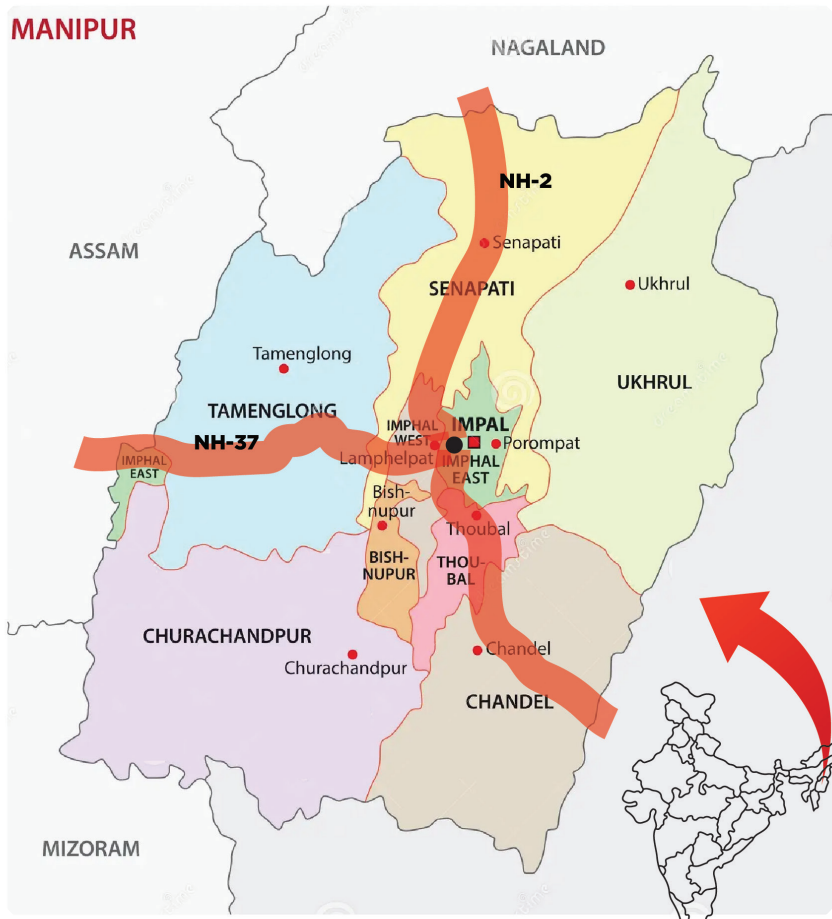 MANIPUR
NAGALAND
NH-2
ASSAM
Senapati
SENAPATI
Ukhrul
UKHRUL
Tamenglong
TAMENGLONG
NH-37
IMPHAL
WEST
IMPAL
Lamphelpat
Porompat
IMPHAL
EAST
IMPHAL
EAST
Bish-
nupur
Thoubal
BISH-
NUPUR
THOU-
BAL
CHURACHANDPUR
Churachandpur
Chandel
CHANDEL
MIZORAM